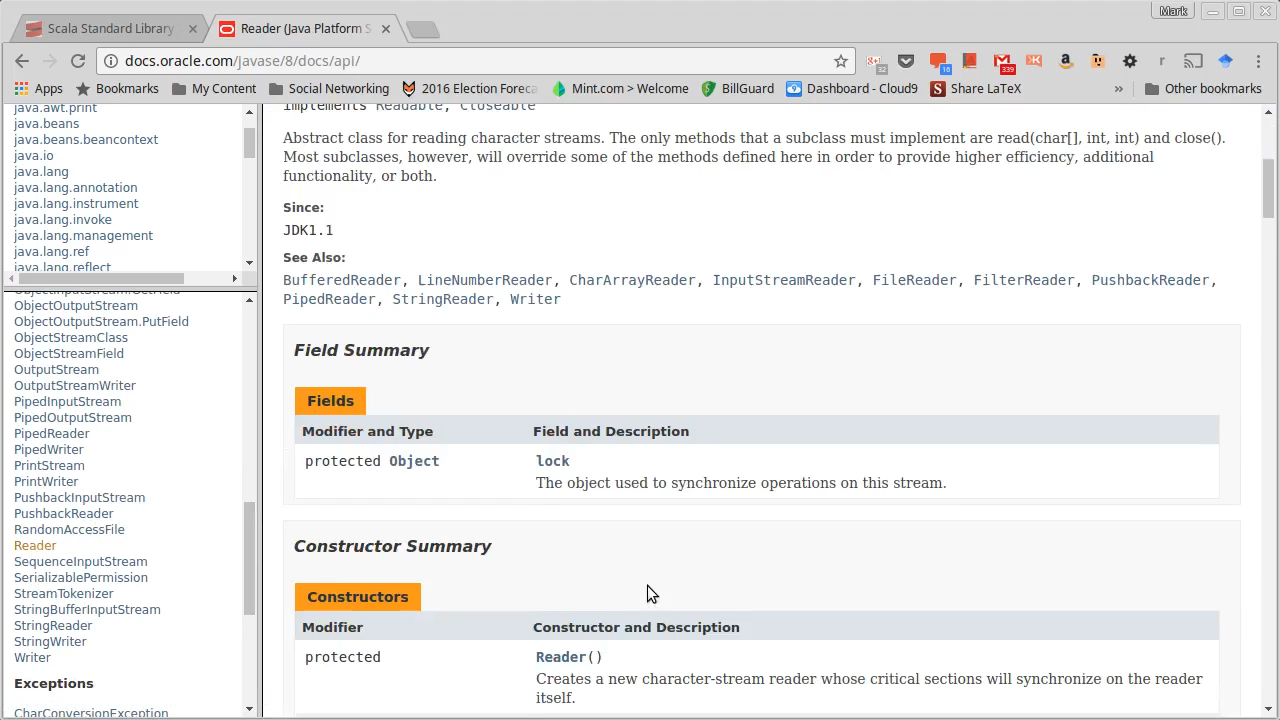 Mark
Scala Standard Library
Reader (Java Platform S
docs.oracle.com/javase/8/docs/api/
32
16
339
r
Apps
Bookmarks
My Content
Social Networking
2016 Election Foreca
Mint.com > Wellness
BillGuard
Dashboard - Cloud9
Share LaTeX
»
Other bookmarks
java.awt.print
java.beans
java.beans.beancontext
java.io
java.lang
java.lang.annotation
java.lang.instrument
java.lang.invoke
java.lang.management
java.lang.ref
java.lang.reflect
ObjectInputStream.GetField
ObjectOutputStream
ObjectOutputStream.PutField
ObjectStreamClass
ObjectStreamField
OutputStream
OutputStreamWriter
PipedInputStream
PipedOutputStream
PipedReader
PipedWriter
PrintStream
PrintWriter
PushbackInputStream
PushbackReader
RandomAccessFile
Reader
SequenceInputStream
SerializablePermission
StreamTokenizer
StringBufferInputStream
StringReader
StringWriter
Writer
Exceptions
CharConversionException
implements Readable, Closeable
Abstract class for reading character streams. The only methods that a subclass must implement are read(char[], int, int) and close().
Most subclasses, however, will override some of the methods defined here in order to provide higher efficiency, additional
functionality, or both.
Since:
JDK1.1
See Also:
BufferedReader, LineNumberReader, CharArrayReader, InputStreamReader, FileReader, FilterReader, PushbackReader,
PipedReader, StringReader, Writer
Field Summary
Fields
Modifier and Type Field and Description
protected Object lock
The object used to synchronize operations on this stream.
Constructor Summary
Constructors
Modifier Constructor and Description
protected Reader()
Creates a new character-stream reader whose critical sections will synchronize on the reader
itself.